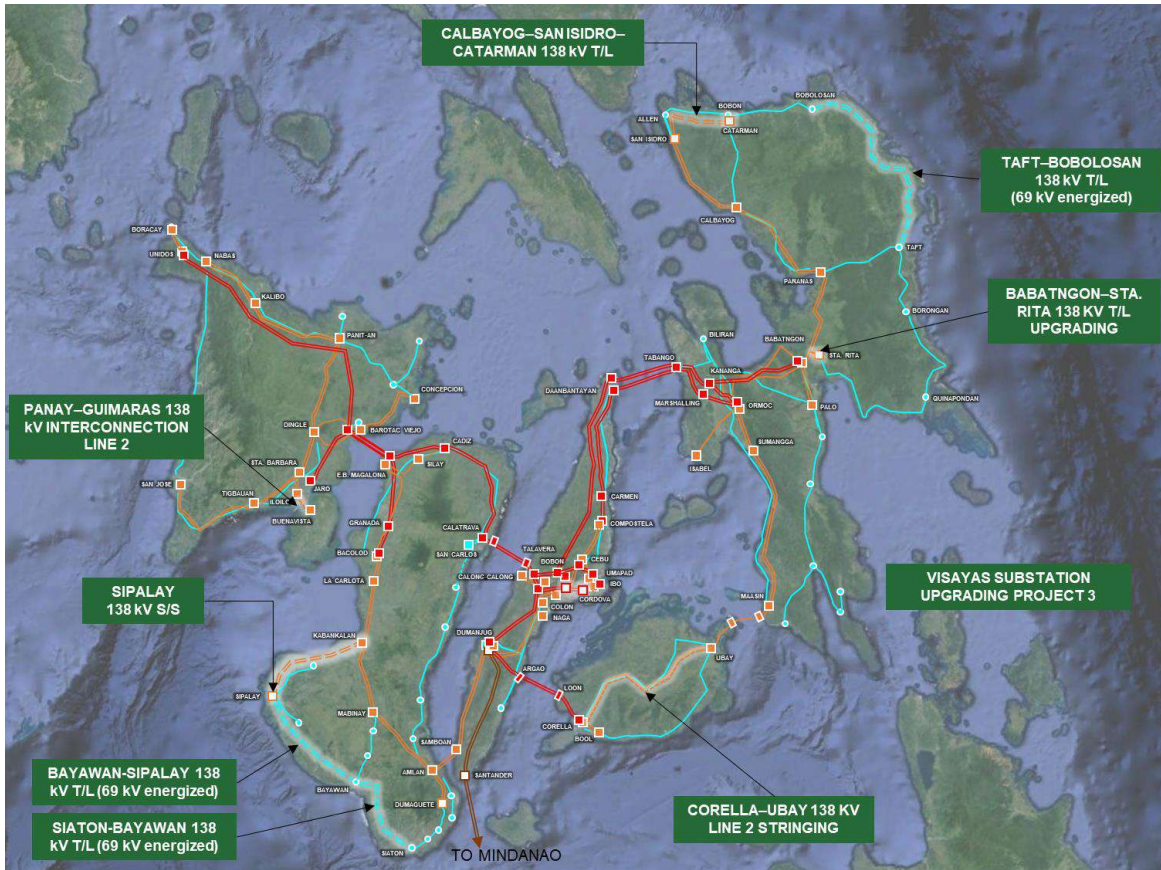 CALBAYOG–SAN ISIDRO–
CATARMAN 138 kV T/L
BOBOLOSAN
BOBON
ALLEN
CATARMAN
SAN ISIDRO
TAFT–BOBOLOSAN
138 kV T/L
(69 kV energized)
CALBAYOG
BORACAY
TAFT
UNIDOS
NABAS
PARANAS
KALIBO
BABATNGON–STA.
RITA 138 KV T/L
UPGRADING
BORONGAN
PANIT-AN
BILIRAN
BABATNGON
TABANGO
STA. RITA
KANANGA
DAANBANTAYAN
CONCEPCION
MARSHALLING
ORMOC
PALO
QUINAPONDAN
PANAY–GUIMARAS 138
kV INTERCONNECTION
LINE 2
DINGLE
BAROTAC VIEJO
CADIZ
SUMANGGA
STA. BARBARA
E.B. MAGALONA
SILAY
ISABEL
SAN JOSE
JARO
TIGBAUAN
ILOILO
CARMEN
BUENAVISTA
GRANADA
CALATRAVA
COMPOSTELA
BACOLOD
SAN CARLOS
TALAVERA
BOBON
CEBU
UMAPAD
CALONG-CALONG
IBO
LA CARLOTA
CORDOVA
COLON
NAGA
MAASIN
SIPALAY
138 kV S/S
VISAYAS SUBSTATION
UPGRADING PROJECT 3
KABANKALAN
DUMANJUG
UBAY
ARGAO
SIPALAY
LOON
MABINAY
CORELLA
BOOL
SAMBOAN
AMLAN
SANTANDER
BAYAWAN-SIPALAY 138
kV T/L (69 kV energized)
BAYAWAN
DUMAGUETE
SIATON-BAYAWAN 138
kV T/L (69 kV energized)
CORELLA–UBAY 138 KV
LINE 2 STRINGING
SIATON
TO MINDANAO